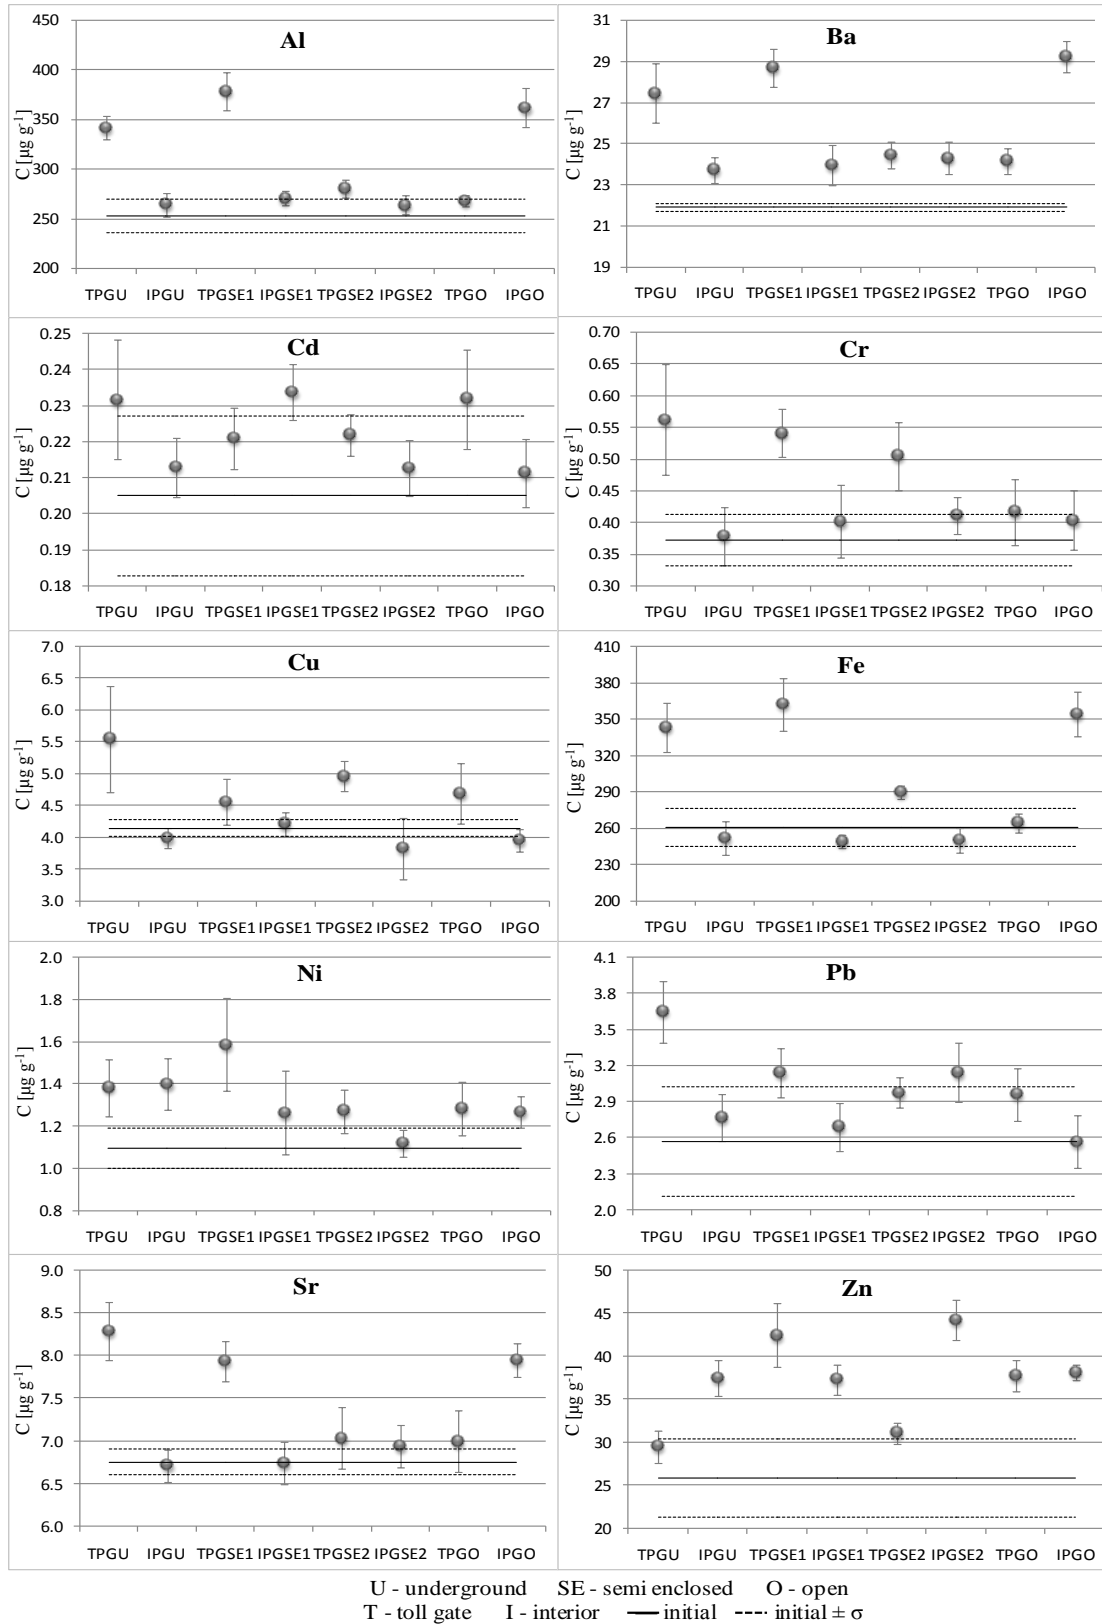 Al
450
400
350
300
250
200
C [µg g-1]
TPGU IPGU TPGSE1 IPGSE1 TPGSE2 IPGSE2 TPGO IPGO
Ba
31
29
27
25
23
21
19
C [µg g-1]
TPGU IPGU TPGSE1 IPGSE1 TPGSE2 IPGSE2 TPGO IPGO
Cd
0.25
0.24
0.23
0.22
0.21
0.20
0.19
0.18
C [µg g-1]
TPGU IPGU TPGSE1 IPGSE1 TPGSE2 IPGSE2 TPGO IPGO
Cr
0.70
0.65
0.60
0.55
0.50
0.45
0.40
0.35
0.30
C [µg g-1]
TPGU IPGU TPGSE1 IPGSE1 TPGSE2 IPGSE2 TPGO IPGO
Cu
7.0
6.5
6.0
5.5
5.0
4.5
4.0
3.5
3.0
C [µg g-1]
TPGU IPGU TPGSE1 IPGSE1 TPGSE2 IPGSE2 TPGO IPGO
Fe
410
380
350
320
290
260
230
200
C [µg g-1]
TPGU IPGU TPGSE1 IPGSE1 TPGSE2 IPGSE2 TPGO IPGO
Ni
2.0
1.8
1.6
1.4
1.2
1.0
0.8
C [µg g-1]
TPGU IPGU TPGSE1 IPGSE1 TPGSE2 IPGSE2 TPGO IPGO
Pb
4.1
3.8
3.5
3.2
2.9
2.6
2.3
2.0
C [µg g-1]
TPGU IPGU TPGSE1 IPGSE1 TPGSE2 IPGSE2 TPGO IPGO
Sr
9.0
8.5
8.0
7.5
7.0
6.5
6.0
C [µg g-1]
TPGU IPGU TPGSE1 IPGSE1 TPGSE2 IPGSE2 TPGO IPGO
Zn
50
45
40
35
30
25
20
C [µg g-1]
TPGU IPGU TPGSE1 IPGSE1 TPGSE2 IPGSE2 TPGO IPGO
U - underground SE - semi enclosed O - open
T - toll gate I - interior initial initial ± σ